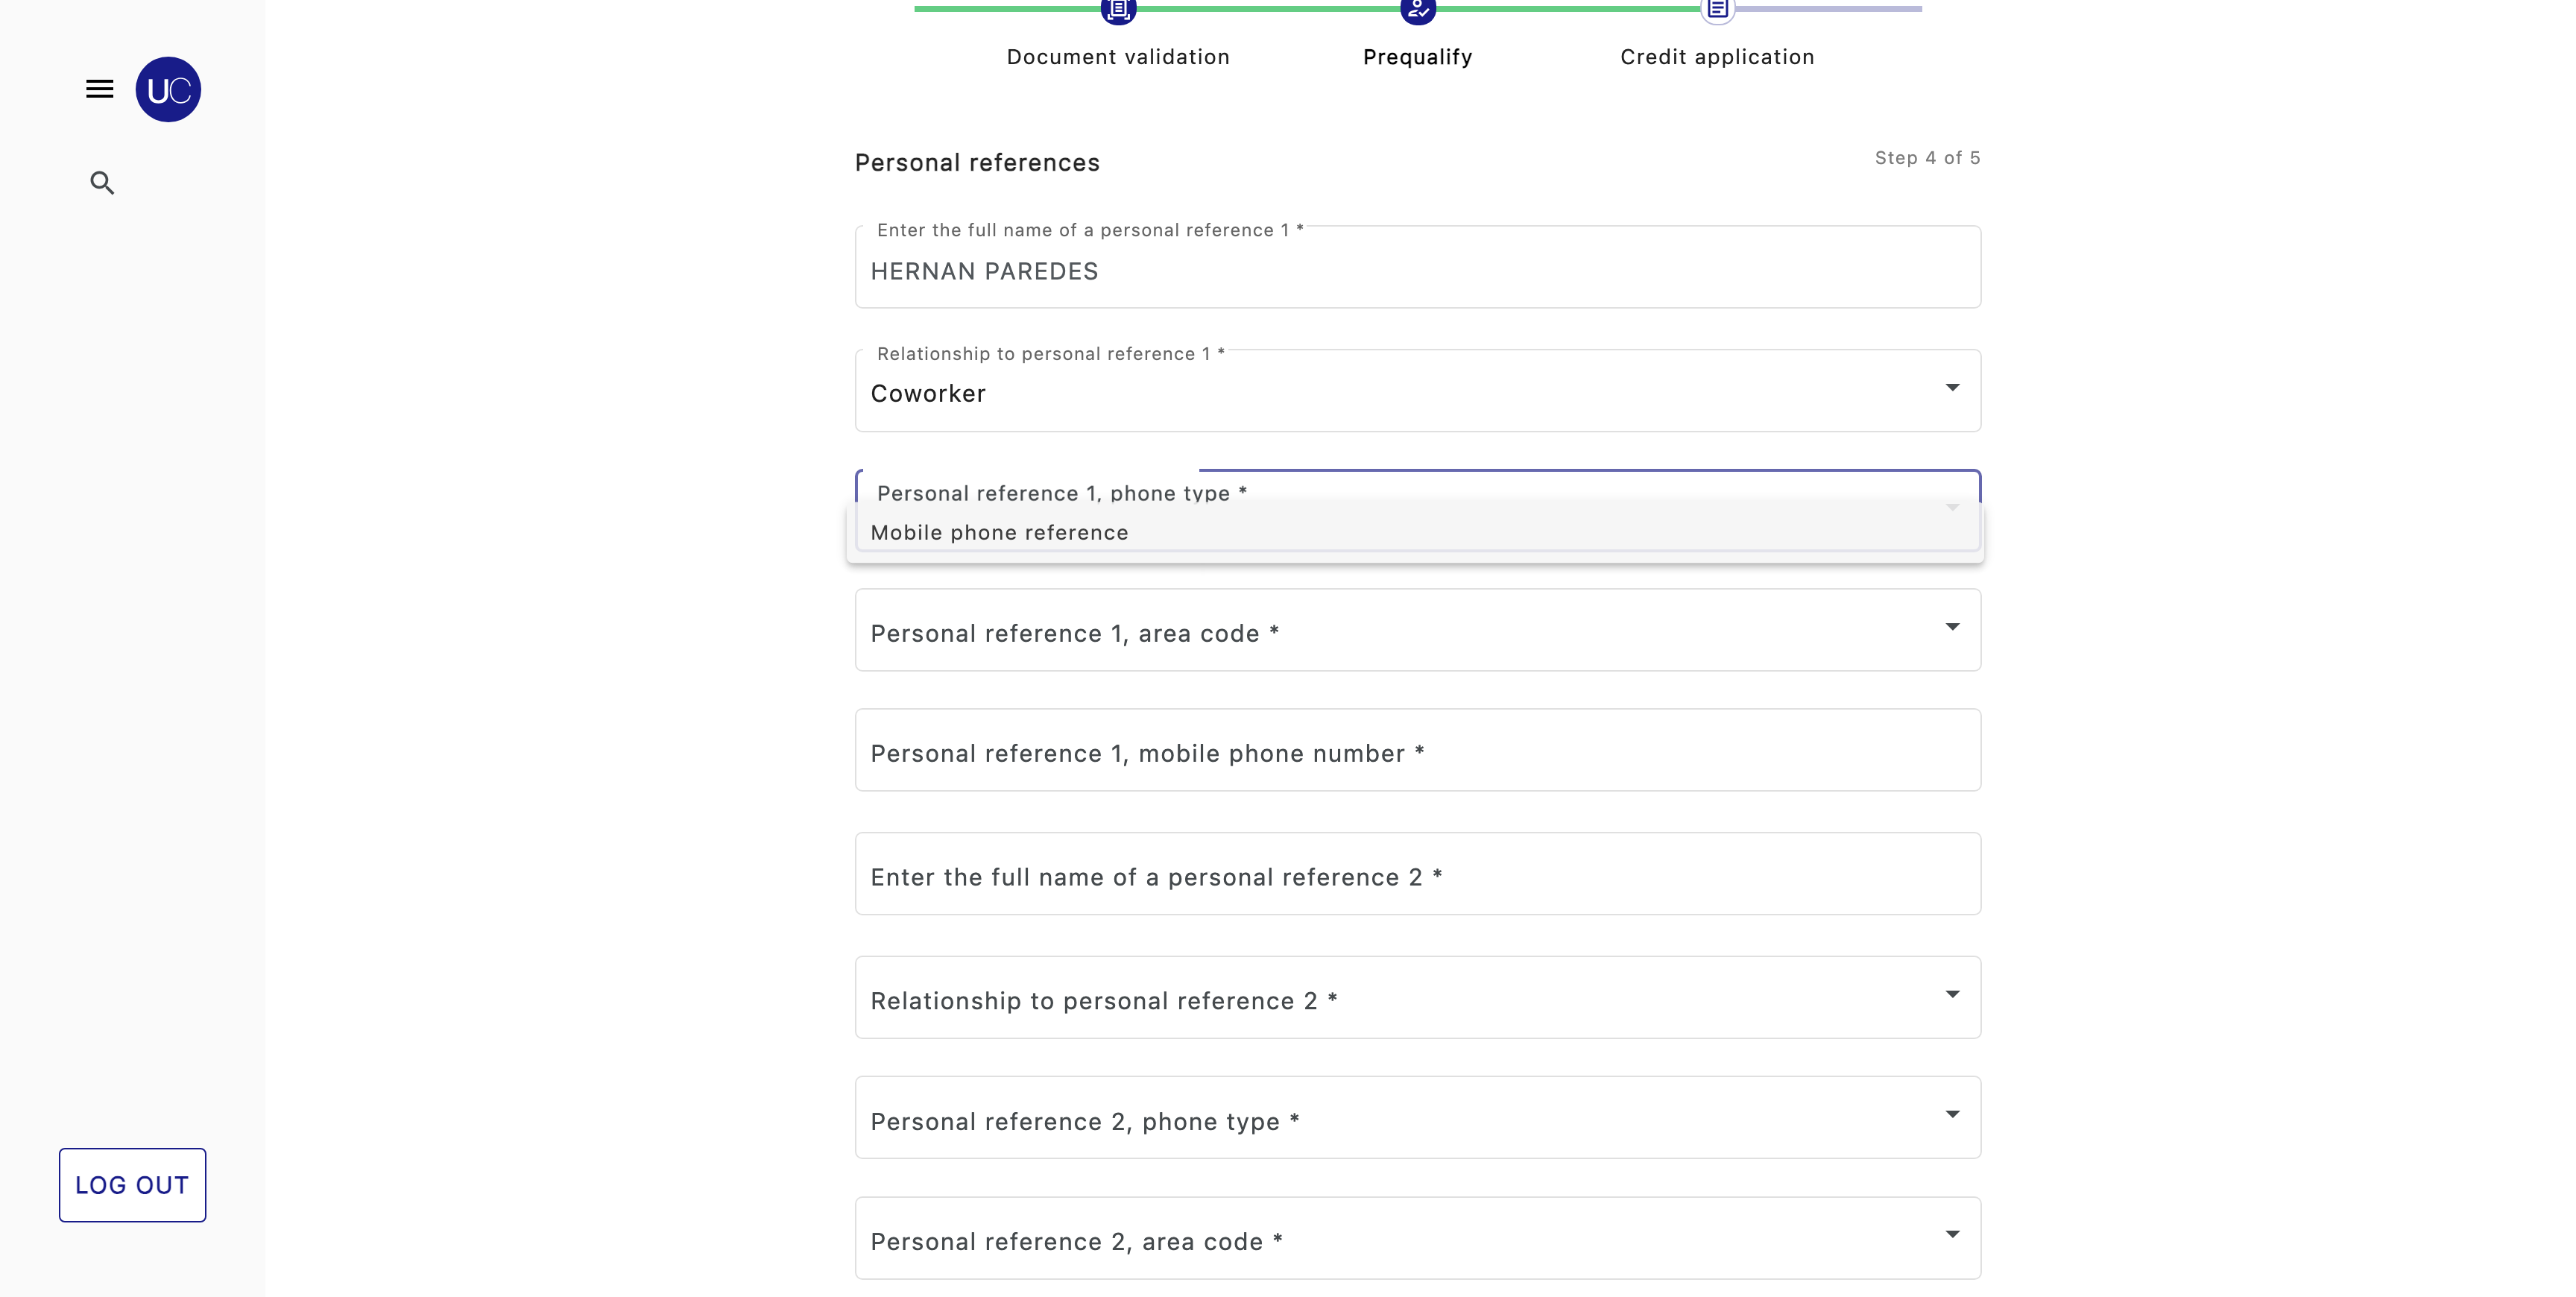 Document validation
Prequalify
Credit application
UC
Personal references
Step 4 of 5
Enter the full name of a personal reference 1 *
HERNAN PAREDES
Relationship to personal reference 1 *
Coworker
Personal reference 1, phone type *
Mobile phone reference
Personal reference 1, area code *
Personal reference 1, mobile phone number *
Enter the full name of a personal reference 2 *
Relationship to personal reference 2 *
Personal reference 2, phone type *
LOG OUT
Personal reference 2, area code *